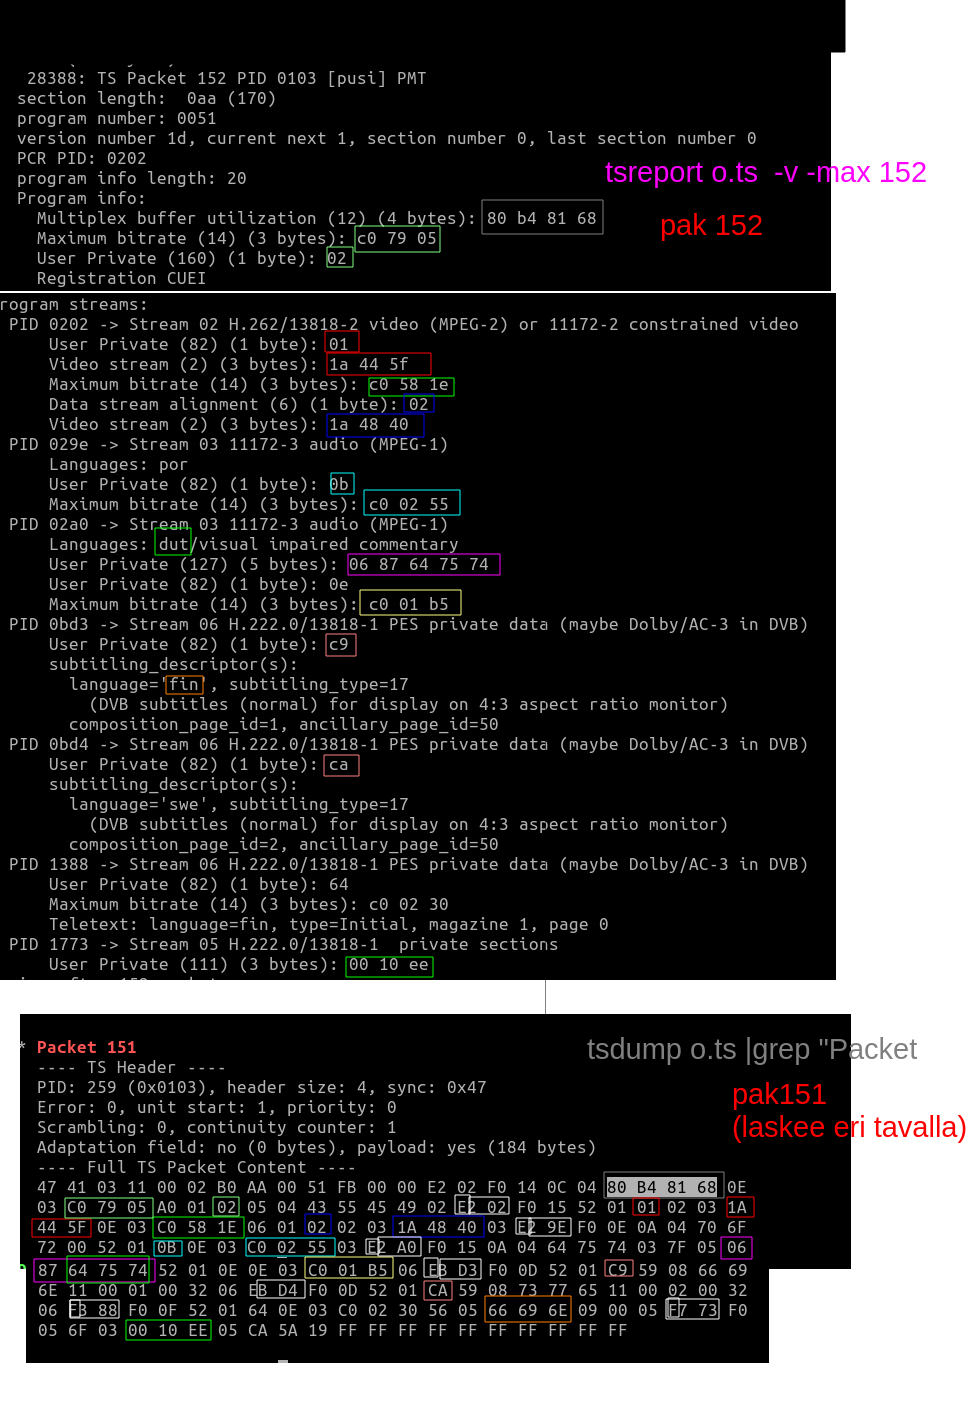 28388: TS Packet 152 PID 0103 [pusi] PMT
section length:  0aa (170)
program number: 0051
version number 1d, current next 1, section number 0, last section number 0
PCR PID: 0202
tsreport o.ts  -v -max 152
program info length: 20
Program info:
Multiplex buffer utilization (12) (4 bytes): 80 b4 81 68
pak 152
Maximum bitrate (14) (3 bytes): c0 79 05
User Private (160) (1 byte): 02
Registration CUEI
rogram streams:
PID 0202 -> Stream 02 H.262/13818-2 video (MPEG-2) or 11172-2 constrained video
User Private (82) (1 byte): 01
Video stream (2) (3 bytes): 1a 44 5f
Maximum bitrate (14) (3 bytes): c0 58 1e
Data stream alignment (6) (1 byte): 02
Video stream (2) (3 bytes): 1a 48 40
PID 029e -> Stream 03 11172-3 audio (MPEG-1)
Languages: por
User Private (82) (1 byte): 0b
Maximum bitrate (14) (3 bytes): c0 02 55
PID 02a0 -> Stream 03 11172-3 audio (MPEG-1)
Languages: dut/visual impaired commentary
User Private (127) (5 bytes): 06 87 64 75 74
User Private (82) (1 byte): 0e
Maximum bitrate (14) (3 bytes): c0 01 b5
PID 0bd3 -> Stream 06 H.222.0/13818-1 PES private data (maybe Dolby/AC-3 in DVB)
User Private (82) (1 byte): c9
subtitling_descriptor(s):
language='fin', subtitling_type=17
(DVB subtitles (normal) for display on 4:3 aspect ratio monitor)
composition_page_id=1, ancillary_page_id=50
PID 0bd4 -> Stream 06 H.222.0/13818-1 PES private data (maybe Dolby/AC-3 in DVB)
User Private (82) (1 byte): ca
subtitling_descriptor(s):
language='swe', subtitling_type=17
(DVB subtitles (normal) for display on 4:3 aspect ratio monitor)
composition_page_id=2, ancillary_page_id=50
PID 1388 -> Stream 06 H.222.0/13818-1 PES private data (maybe Dolby/AC-3 in DVB)
User Private (82) (1 byte): 64
Maximum bitrate (14) (3 bytes): c0 02 30
Teletext: language=fin, type=Initial, magazine 1, page 0
PID 1773 -> Stream 05 H.222.0/13818-1  private sections
User Private (111) (3 bytes): 00 10 ee
* Packet 151
tsdump o.ts |grep "Packet
---- TS Header ----
PID: 259 (0x0103), header size: 4, sync: 0x47
pak151
Error: 0, unit start: 1, priority: 0
Scrambling: 0, continuity counter: 1
(laskee eri tavalla)
Adaptation field: no (0 bytes), payload: yes (184 bytes)
---- Full TS Packet Content ----
47 41 03 11 00 02 B0 AA 00 51 FB 00 00 E2 02 F0 14 0C 04 80 B4 81 68 0E
03 C0 79 05 A0 01 02 05 04 43 55 45 49 02 E2 02 F0 15 52 01 01 02 03 1A
44 5F 0E 03 C0 58 1E 06 01 02 02 03 1A 48 40 03 E2 9E F0 0E 0A 04 70 6F
72 00 52 01 0B 0E 03 C0 02 55 03 E2 A0 F0 15 0A 04 64 75 74 03 7F 05 06
87 64 75 74 52 01 0E 0E 03 C0 01 B5 06 EB D3 F0 0D 52 01 C9 59 08 66 69
6E 11 00 01 00 32 06 EB D4 F0 0D 52 01 CA 59 08 73 77 65 11 00 02 00 32
06 F3 88 F0 0F 52 01 64 0E 03 C0 02 30 56 05 66 69 6E 09 00 05 F7 73 F0
05 6F 03 00 10 EE 05 CA 5A 19 FF FF FF FF FF FF FF FF FF FF